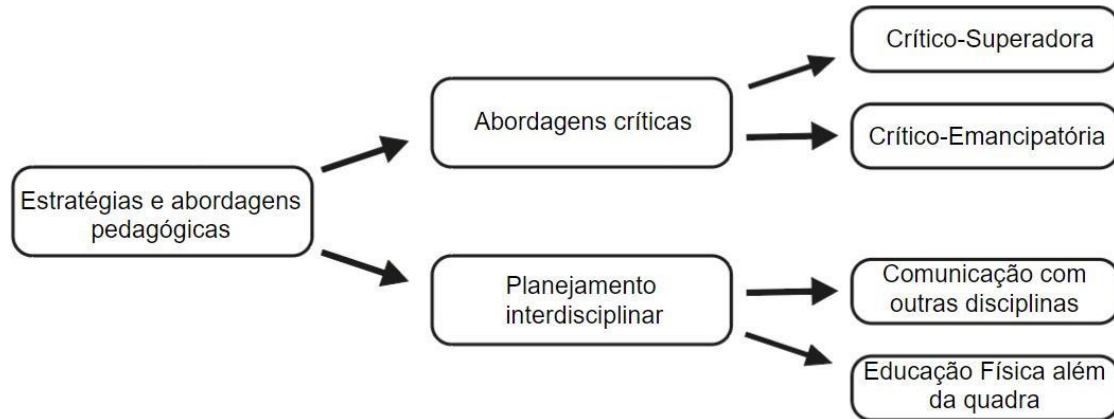 Crítico-Superadora
Abordagens críticas
Crítico-Emancipatória
Estratégias e abordagens
pedagógicas
Planejamento
interdisciplinar
Comunicação com
outras disciplinas
Educação Física além
da quadra